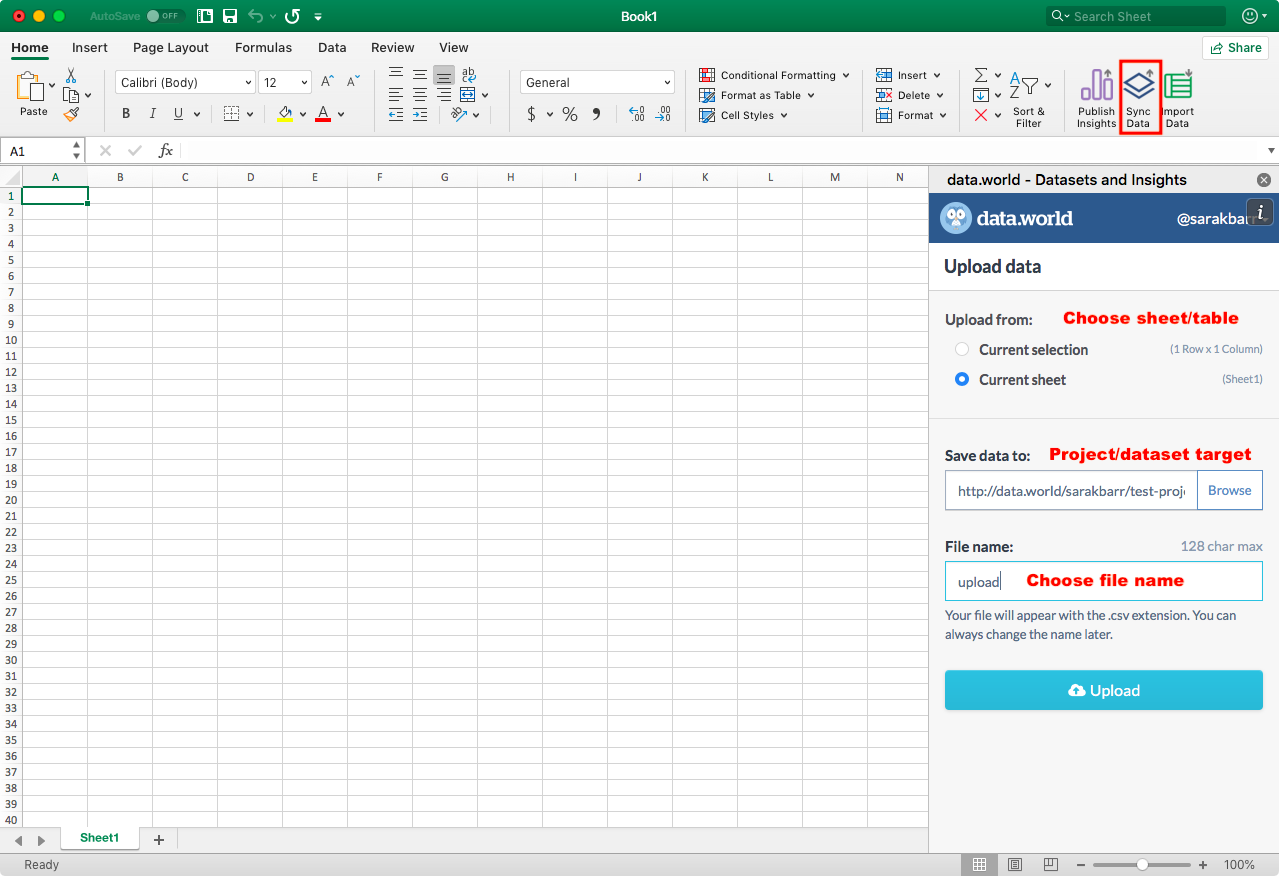 AutoSave OFF Book1 Search Sheet
Home Insert Page Layout Formulas Data Review View Share
Paste
Calibri (Body) 12
B I U A
A^ Aˇ
ab
General
$ % ,
Conditional Formatting
Format as Table
Cell Styles
Insert
Delete
Format
Sort &
Filter
Publish
Insights
Sync
Data
Import
Data
A1 fx
A B C D E F G H I J K L M N
1
2
3
4
5
6
7
8
9
10
11
12
13
14
15
16
17
18
19
20
21
22
23
24
25
26
27
28
29
30
31
32
33
34
35
36
37
38
39
40
data.world - Datasets and Insights
data.world @sarakbarr
Upload data
Upload from: Choose sheet/table
Current selection (1 Row x 1 Column)
Current sheet (Sheet1)
Save data to: Project/dataset target
http://data.world/sarakbarr/test-proj Browse
File name: 128 char max
upload Choose file name
Your file will appear with the .csv extension. You can
always change the name later.
Upload
Sheet1 +
Ready 100%